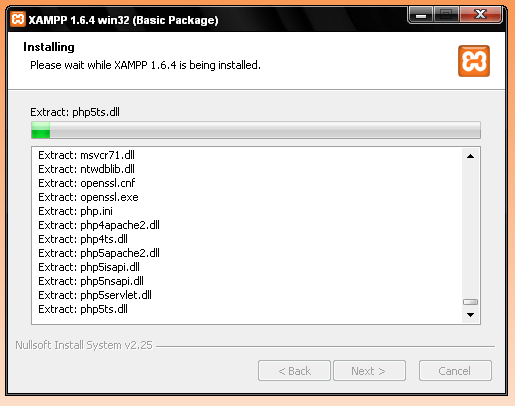 XAMPP 1.6.4 win32 (Basic Package)
Installing
Please wait while XAMPP 1.6.4 is being installed.
Extract: php5ts.dll
Extract: msvcr71.dll
Extract: ntwdblib.dll
Extract: openssl.cnf
Extract: openssl.exe
Extract: php.ini
Extract: php4apache2.dll
Extract: php4ts.dll
Extract: php5apache2.dll
Extract: php5isapi.dll
Extract: php5nsapi.dll
Extract: php5servlet.dll
Extract: php5ts.dll
Nullsoft Install System v2.25
< Back Next > Cancel